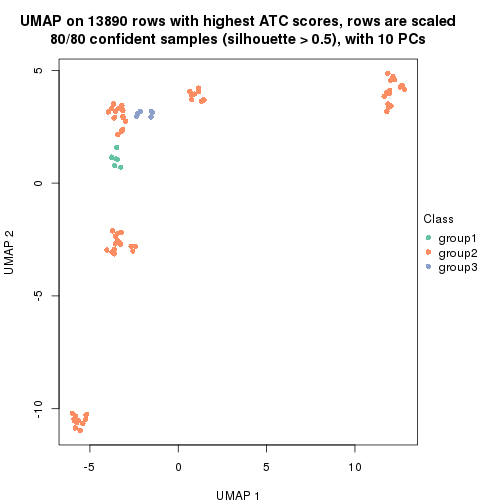 UMAP on 13890 rows with highest ATC scores, rows are scaled
80/80 confident samples (silhouette > 0.5), with 10 PCs
5
0
-5
-10
UMAP 2
-5
0
5
10
UMAP 1
Class
group1
group2
group3